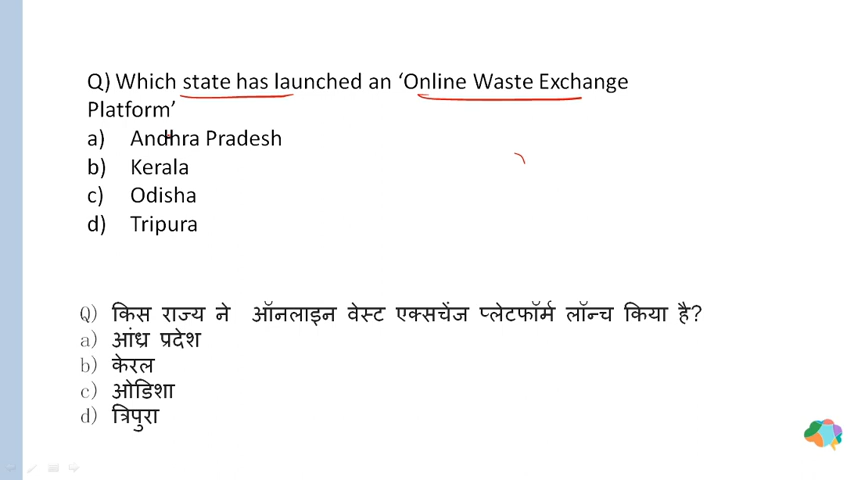 Q) Which state has launched an ‘Online Waste Exchange
Platform’
a) Andhra Pradesh
b) Kerala
c) Odisha
d) Tripura
Q) किस राज्य ने ऑनलाइन वेस्ट एक्सचेंज प्लेटफॉर्म लॉन्च किया है?
a) आंध्र प्रदेश
b) केरल
c) ओडिशा
d) त्रिपुरा